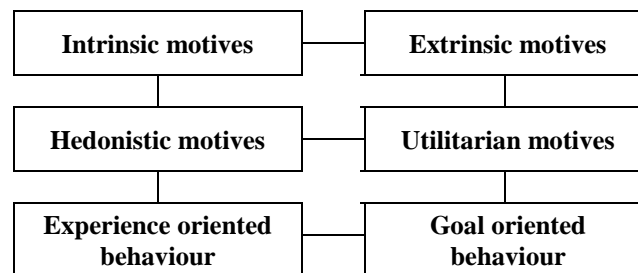 Intrinsic motives
Extrinsic motives
Hedonistic motives
Utilitarian motives
Experience oriented
behaviour
Goal oriented
behaviour